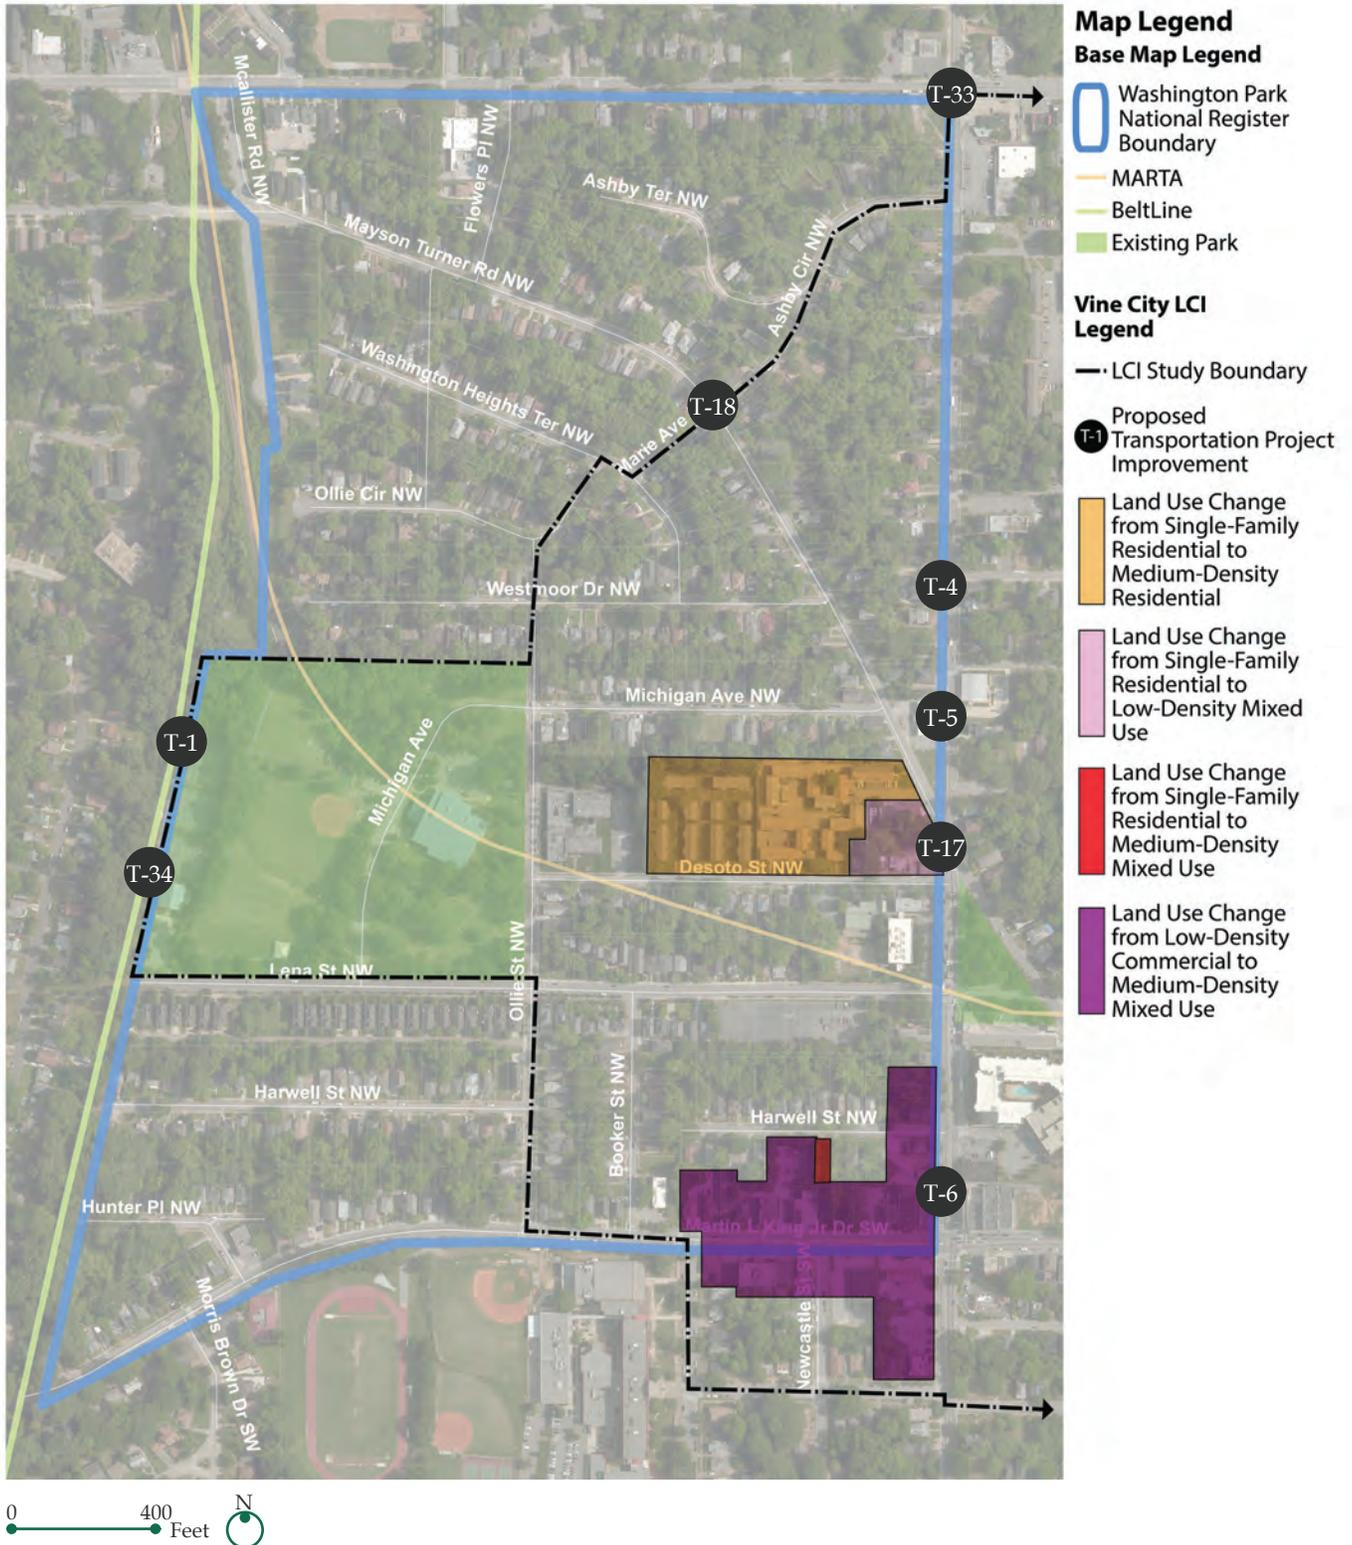 Map Legend
Base Map Legend
Washington Park
National Register
Boundary
MARTA
BeltLine
Existing Park
Vine City LCI
Legend
LCI Study Boundary
T-1
Proposed
Transportation Project
Improvement
Land Use Change
from Single-Family
Residential to
Medium-Density
Residential
Land Use Change
from Single-Family
Residential to
Low-Density Mixed
Use
Land Use Change
from Single-Family
Residential to
Medium-Density
Mixed Use
Land Use Change
from Low-Density
Commercial to
Medium-Density
Mixed Use
T-33
Mcallister Rd NW
Flowers Pl NW
Ashby Ter NW
Mayson Turner Rd NW
Ashby Cir NW
Washington Heights Ter NW
T-18
Marie Ave
Ollie Cir NW
Westmoor Dr NW
T-4
Michigan Ave NW
T-5
T-1
Michigan Ave
T-17
Desoto St NW
T-34
Lena St NW
Ollie St NW
Harwell St NW
Booker St NW
Harwell St NW
T-6
Hunter Pl NW
Martin L King Jr Dr SW
Morris Brown Dr SW
Newcastle St SW
0 400 Feet
N